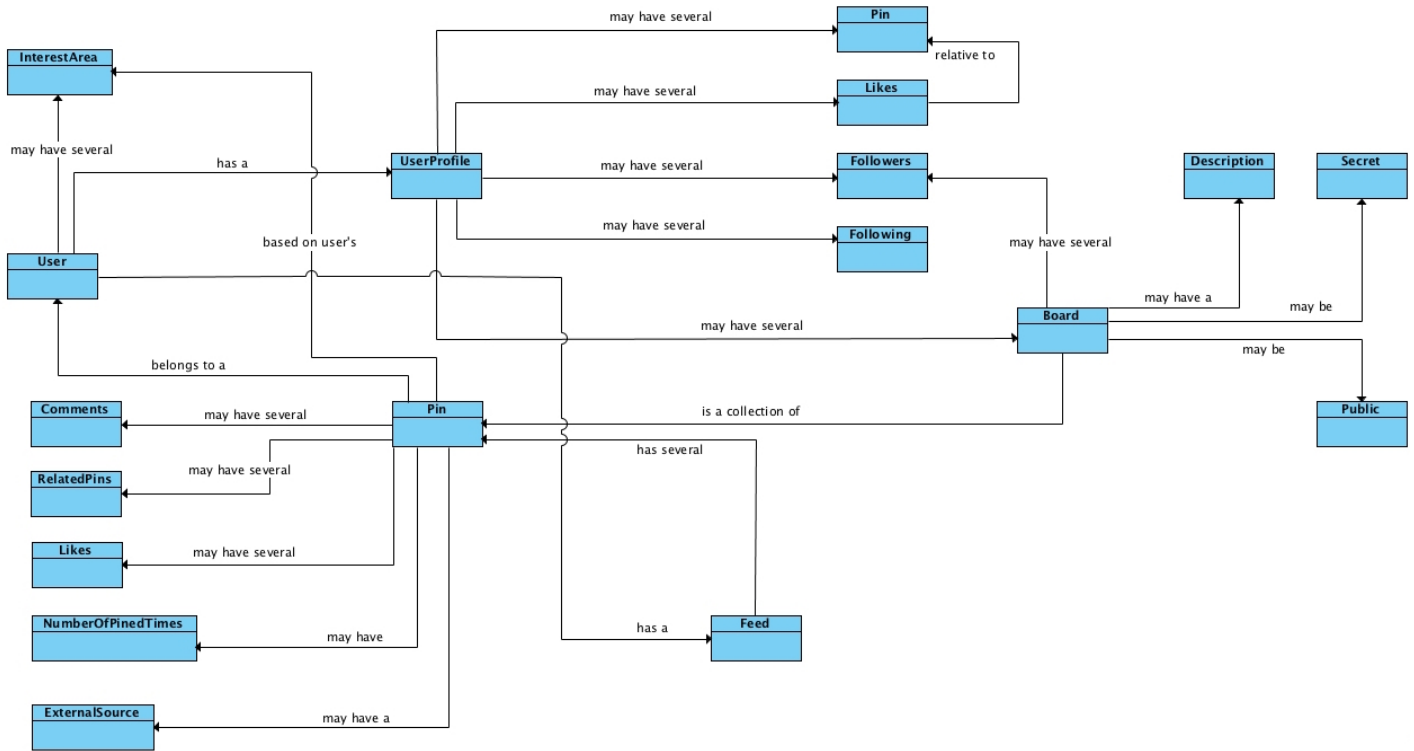 may have several
Pin
relative to
InterestArea
may have several
Likes
may have several
has a
UserProfile
may have several
Followers
Description
Secret
may have several
Following
based on user's
may have several
User
may have a
may be
Board
may have several
may be
belongs to a
Comments
may have several
Pin
is a collection of
Public
has several
RelatedPins
may have several
Likes
may have several
NumberOfPinedTimes
may have
has a
Feed
ExternalSource
may have a